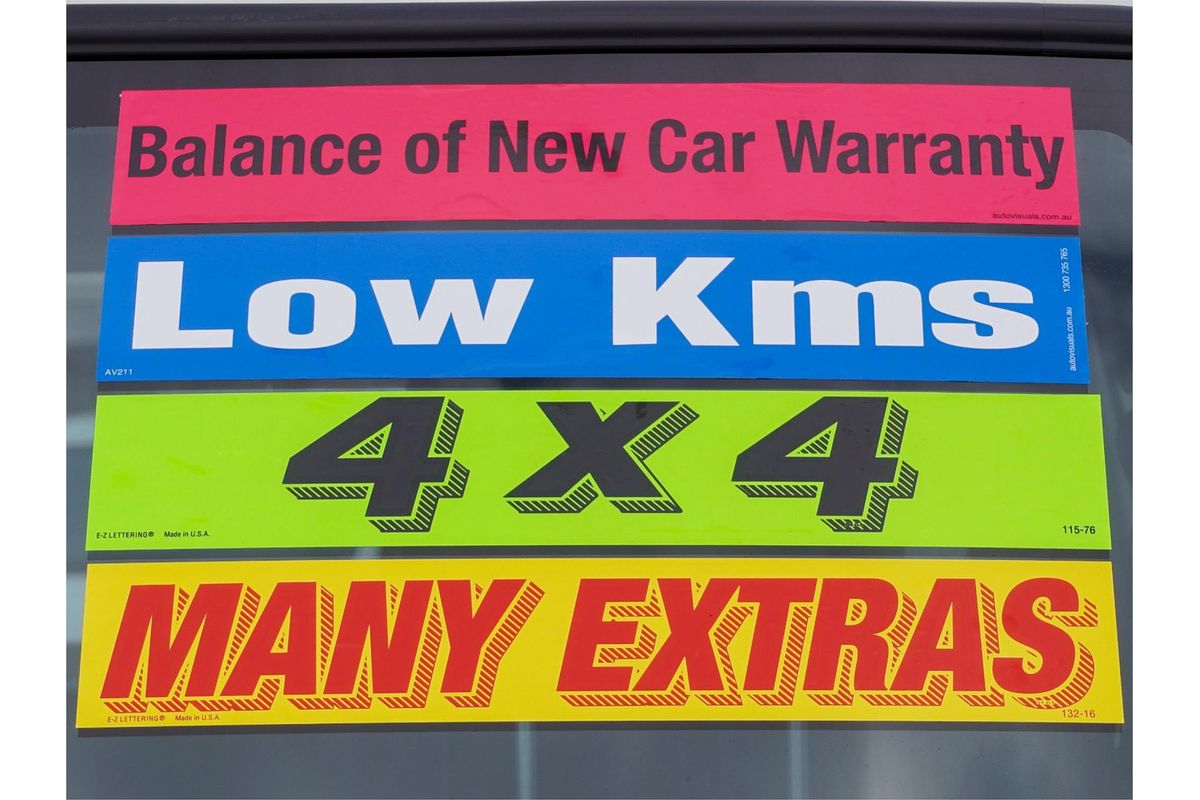 Balance of New Car Warranty
autovisuals.com.au
Low Kms
AV211
autovisuals.com.au 1300 735 765
4 X 4
E-Z LETTERING® Made in U.S.A.
115-76
MANY EXTRAS
E-Z LETTERING® Made in U.S.A.
132-16